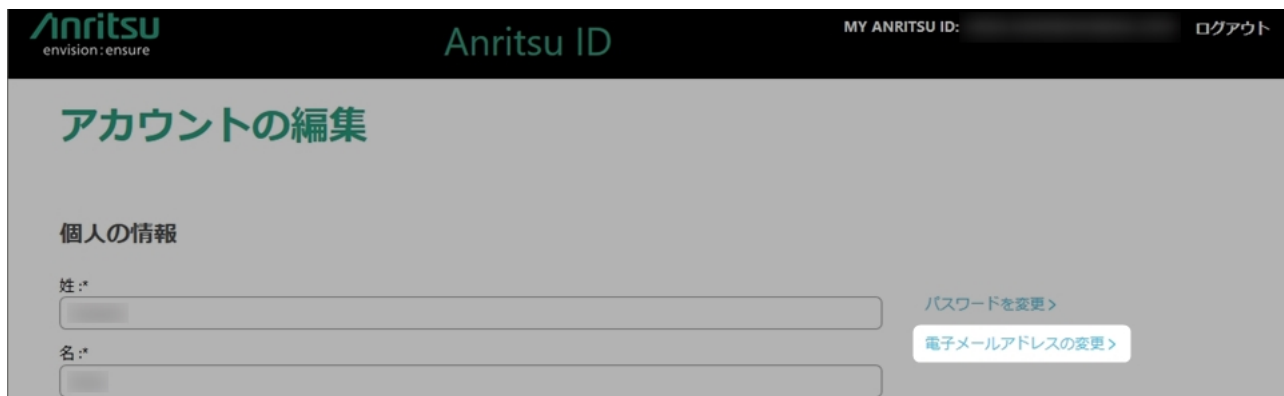 Anritsu
envision : ensure
Anritsu ID
MY ANRITSU ID:
ログアウト
アカウントの編集
個人の情報
姓 :*
パスワードを変更 >
電子メールアドレスの変更 >
名 :*